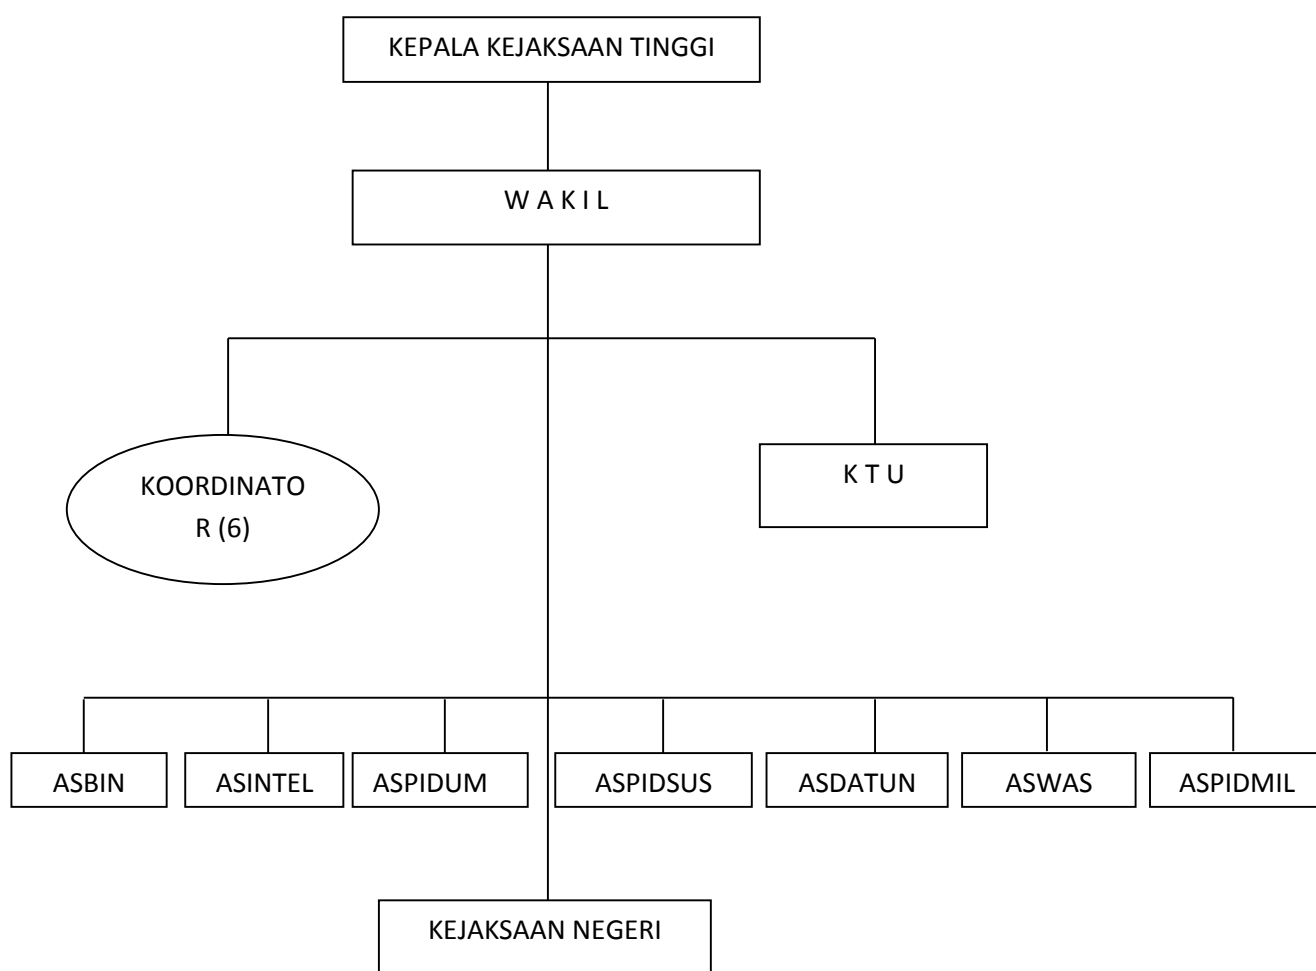 KEPALA KEJAKSAAN TINGGI
W A K I L
KOORDINATO
R (6)
K T U
ASBIN
ASINTEL
ASPIDUM
ASPIDSUS
ASDATUN
ASWAS
ASPIDMIL
KEJAKSAAN NEGERI